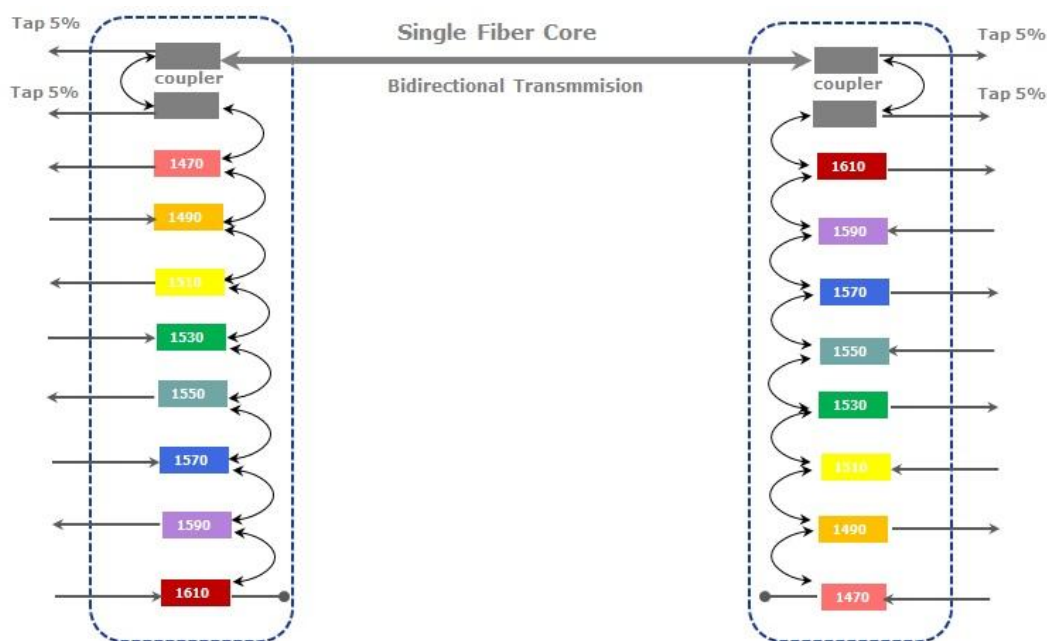 Tap 5%
Single Fiber Core
Tap 5%
coupler
coupler
Bidirectional Transmmision
Tap 5%
Tap 5%
1470
1490
1510
1530
1550
1570
1590
1610
1610
1590
1570
1550
1530
1510
1490
1470